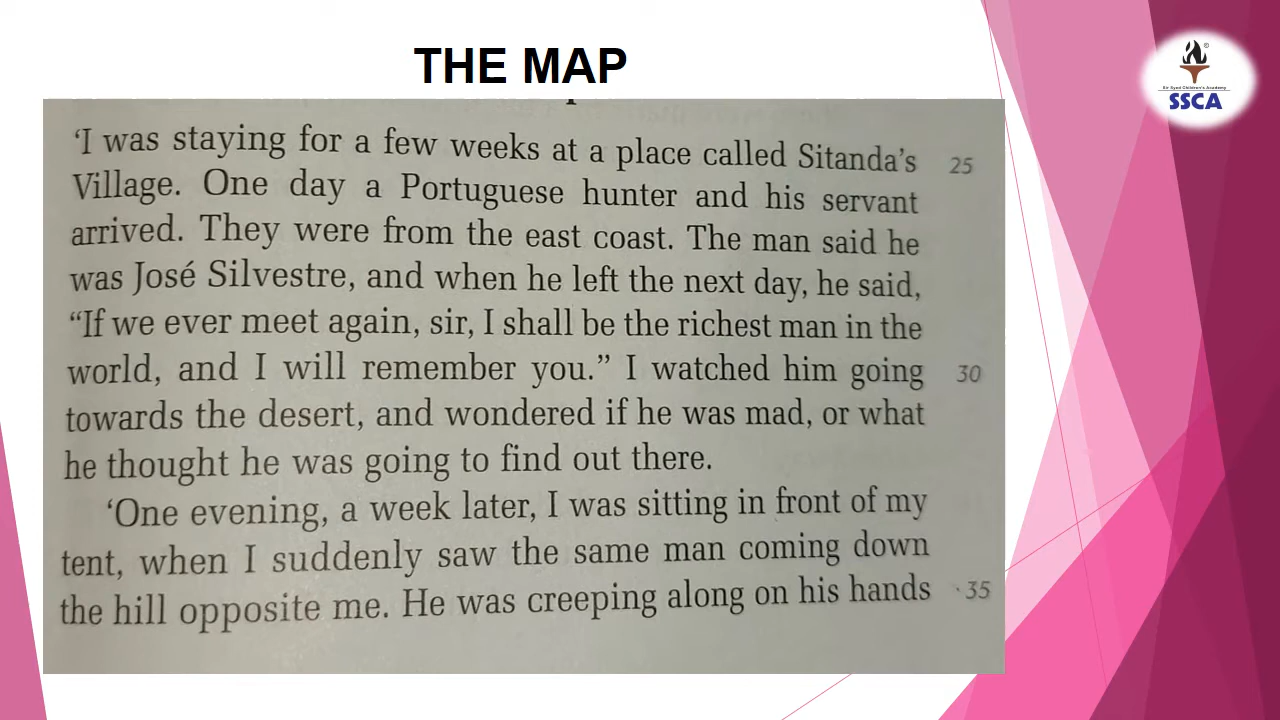 THE MAP
Sir Syed Children's Academy
SSCA
'I was staying for a few weeks at a place called Sitanda's 25
Village. One day a Portuguese hunter and his servant
arrived. They were from the east coast. The man said he
was José Silvestre, and when he left the next day, he said,
"If we ever meet again, sir, I shall be the richest man in the
world, and I will remember you." I watched him going 30
towards the desert, and wondered if he was mad, or what
he thought he was going to find out there.
'One evening, a week later, I was sitting in front of my
tent, when I suddenly saw the same man coming down
the hill opposite me. He was creeping along on his hands 35